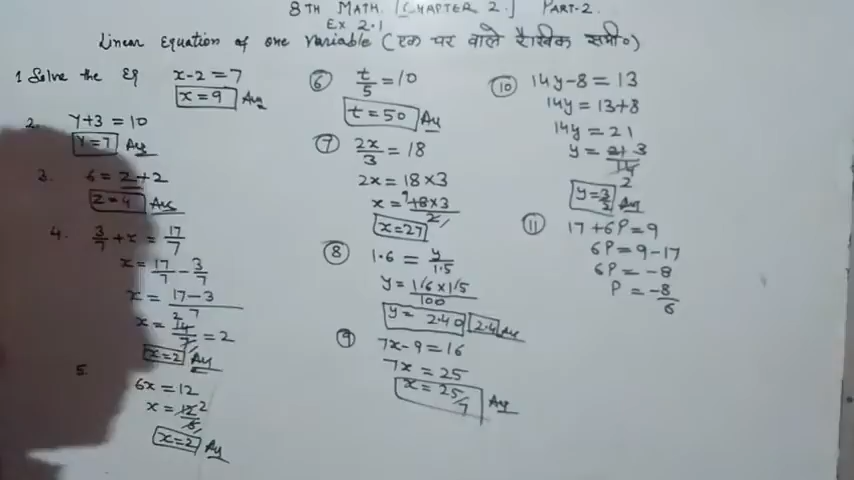 8TH MATH. [CHAPTER 2.] PART-2.
EX 2.1
Linear Equation of one Variable (एक चर वाले रैखिक समी०)
1 Solve the Eq x-2=7
x=9 Ans
2. y+3=10
y=7 Ans
3. 6=z+2
z=4 Ans
4. 3/7+x=17/7
x=17/7-3/7
x=17-3/7
x=14/7=2
x=2 Ans
5.
6x=12
x=12/6 2
x=2 Ans
⑥ t/5=10
t=50 Ans
⑦ 2x/3=18
2x=18×3
x=18×3/2 9
x=27
⑧ 1.6=y/1.5
y=16×15/100
y=2.40 2.4 Ans
⑨ 7x-9=16
7x=25
x=25/7 Ans
⑩ 14y-8=13
14y=13+8
14y=21
y=21/14 3
2
y=3/2 Ans
⑪ 17+6P=9
6P=9-17
6P=-8
P=-8/6